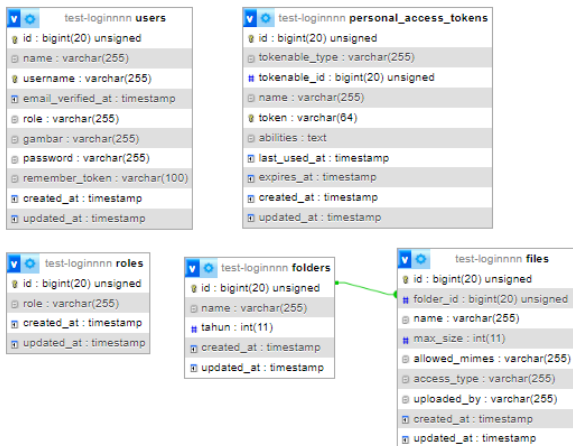 test-loginnnn users
id : bigint(20) unsigned
name : varchar(255)
username : varchar(255)
email_verified_at : timestamp
role : varchar(255)
gambar : varchar(255)
password : varchar(255)
remember_token : varchar(100)
created_at : timestamp
updated_at : timestamp
test-loginnnn personal_access_tokens
id : bigint(20) unsigned
tokenable_type : varchar(255)
tokenable_id : bigint(20) unsigned
name : varchar(255)
token : varchar(64)
abilities : text
last_used_at : timestamp
expires_at : timestamp
created_at : timestamp
updated_at : timestamp
test-loginnnn roles
id : bigint(20) unsigned
role : varchar(255)
created_at : timestamp
updated_at : timestamp
test-loginnnn folders
id : bigint(20) unsigned
name : varchar(255)
tahun : int(11)
created_at : timestamp
updated_at : timestamp
test-loginnnn files
id : bigint(20) unsigned
folder_id : bigint(20) unsigned
name : varchar(255)
max_size : int(11)
allowed_mimes : varchar(255)
access_type : varchar(255)
uploaded_by : varchar(255)
created_at : timestamp
updated_at : timestamp